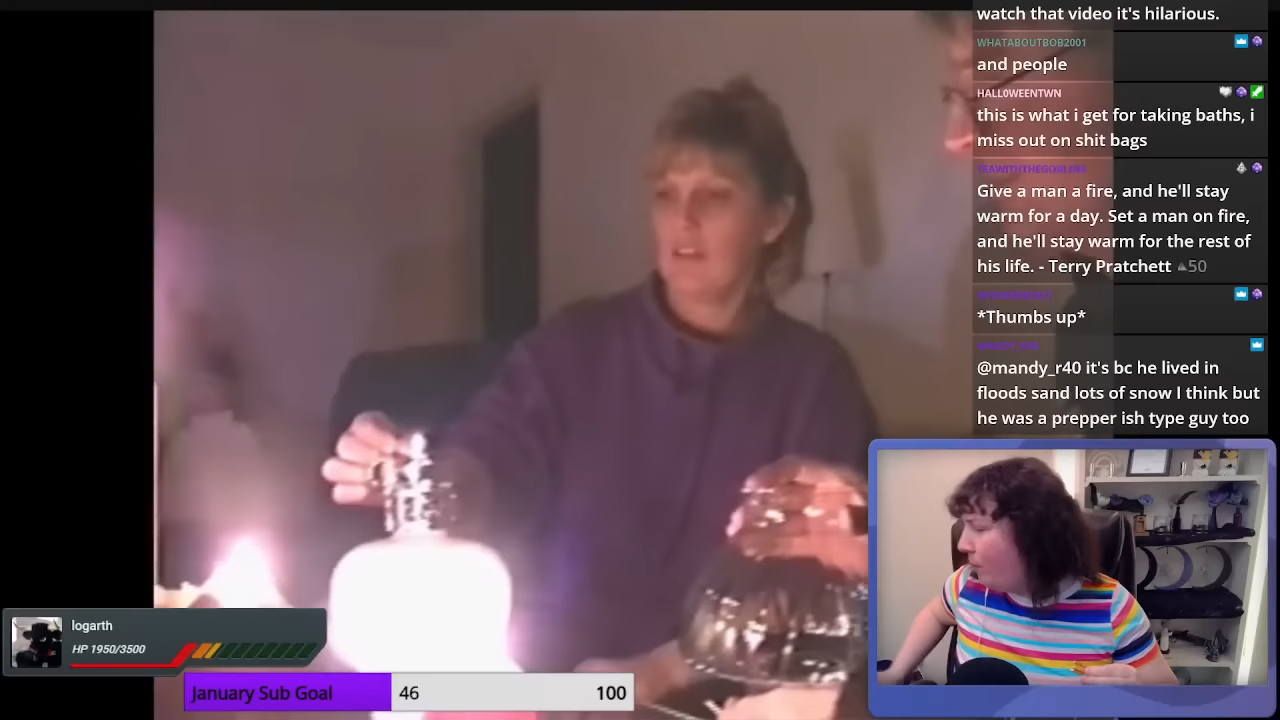 watch that video it's hilarious.
WHATABOUTBOB2001
and people
HALL0WEENTWN
this is what i get for taking baths, i
miss out on shit bags
Give a man a fire, and he'll stay
warm for a day. Set a man on fire,
and he'll stay warm for the rest of
his life. - Terry Pratchett 50
*Thumbs up*
@mandy_r40 it's bc he lived in
floods sand lots of snow I think but
he was a prepper ish type guy too
logarth
HP 1950/3500
January Sub Goal 46 100